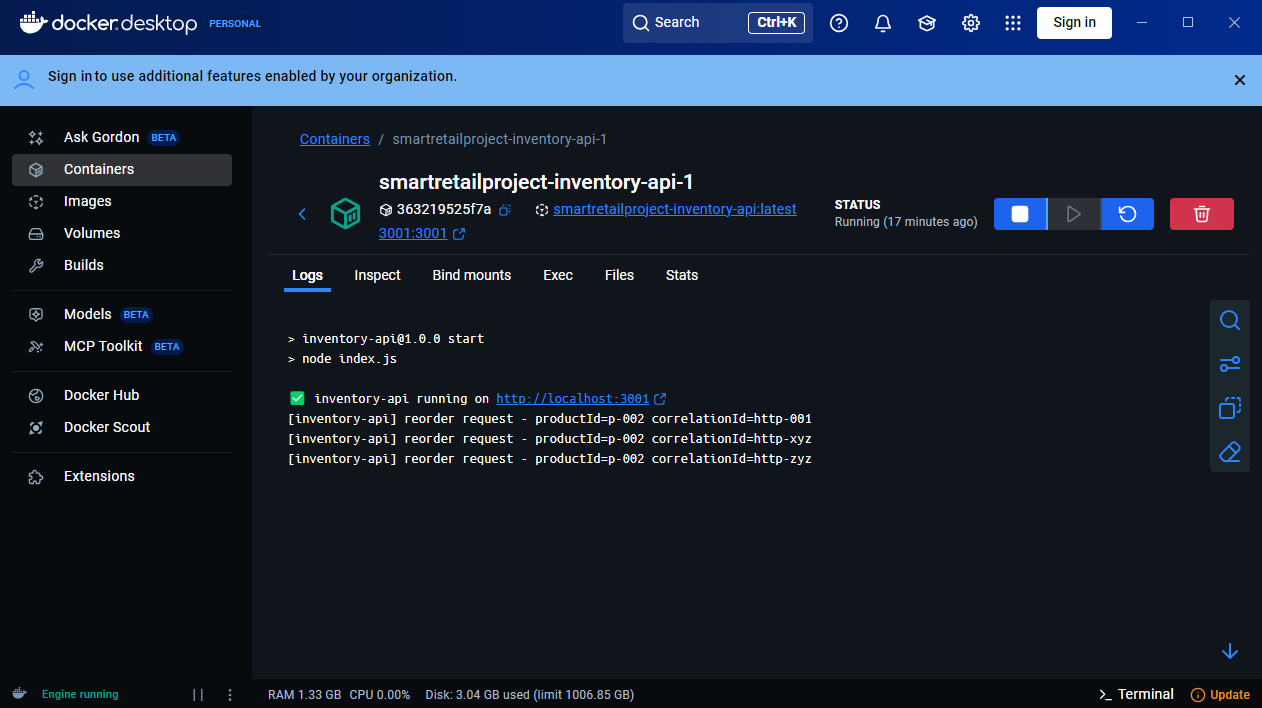 docker.desktop PERSONAL
Search Ctrl+K
Sign in
Sign in to use additional features enabled by your organization.
Ask Gordon BETA
Containers
Images
Volumes
Builds
Models BETA
MCP Toolkit BETA
Docker Hub
Docker Scout
Extensions
Containers / smartretailproject-inventory-api-1
smartretailproject-inventory-api-1
363219525f7a smartretailproject-inventory-api:latest
3001:3001
STATUS
Running (17 minutes ago)
Logs Inspect Bind mounts Exec Files Stats
> inventory-api@1.0.0 start
> node index.js
✅ inventory-api running on http://localhost:3001
[inventory-api] reorder request - productId=p-002 correlationId=http-001
[inventory-api] reorder request - productId=p-002 correlationId=http-xyz
[inventory-api] reorder request - productId=p-002 correlationId=http-zyz
Engine running
RAM 1.33 GB CPU 0.00% Disk: 3.04 GB used (limit 1006.85 GB)
>_ Terminal
Update